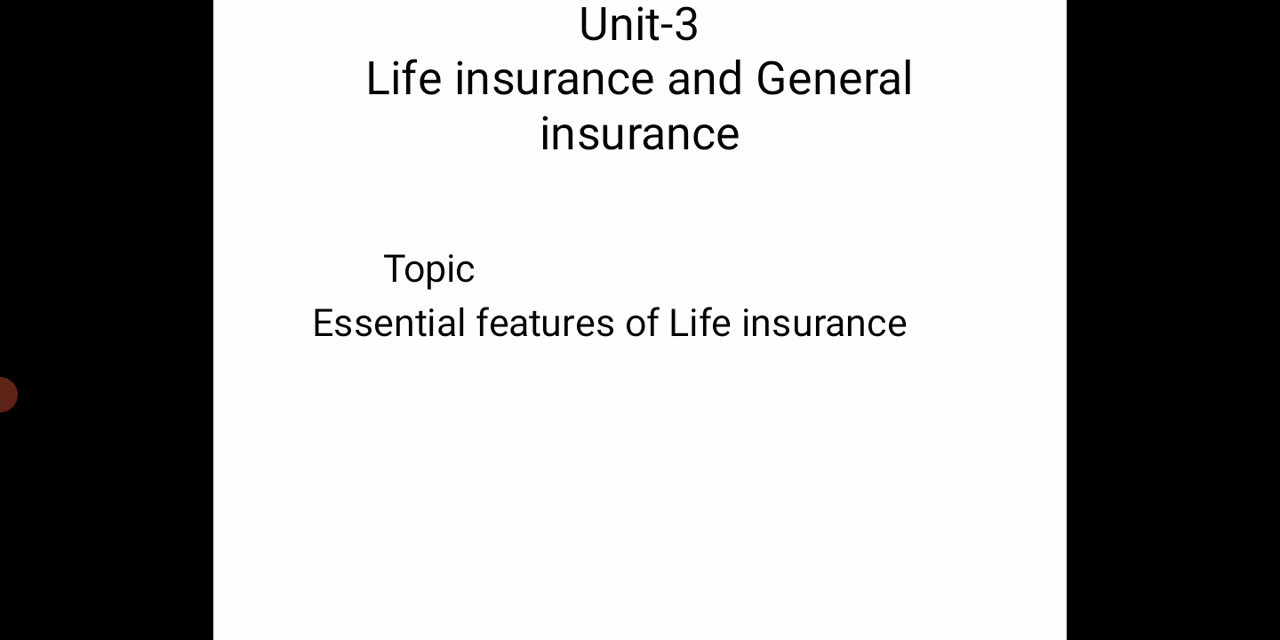 Unit-3
Life insurance and General
insurance
Topic
Essential features of Life insurance